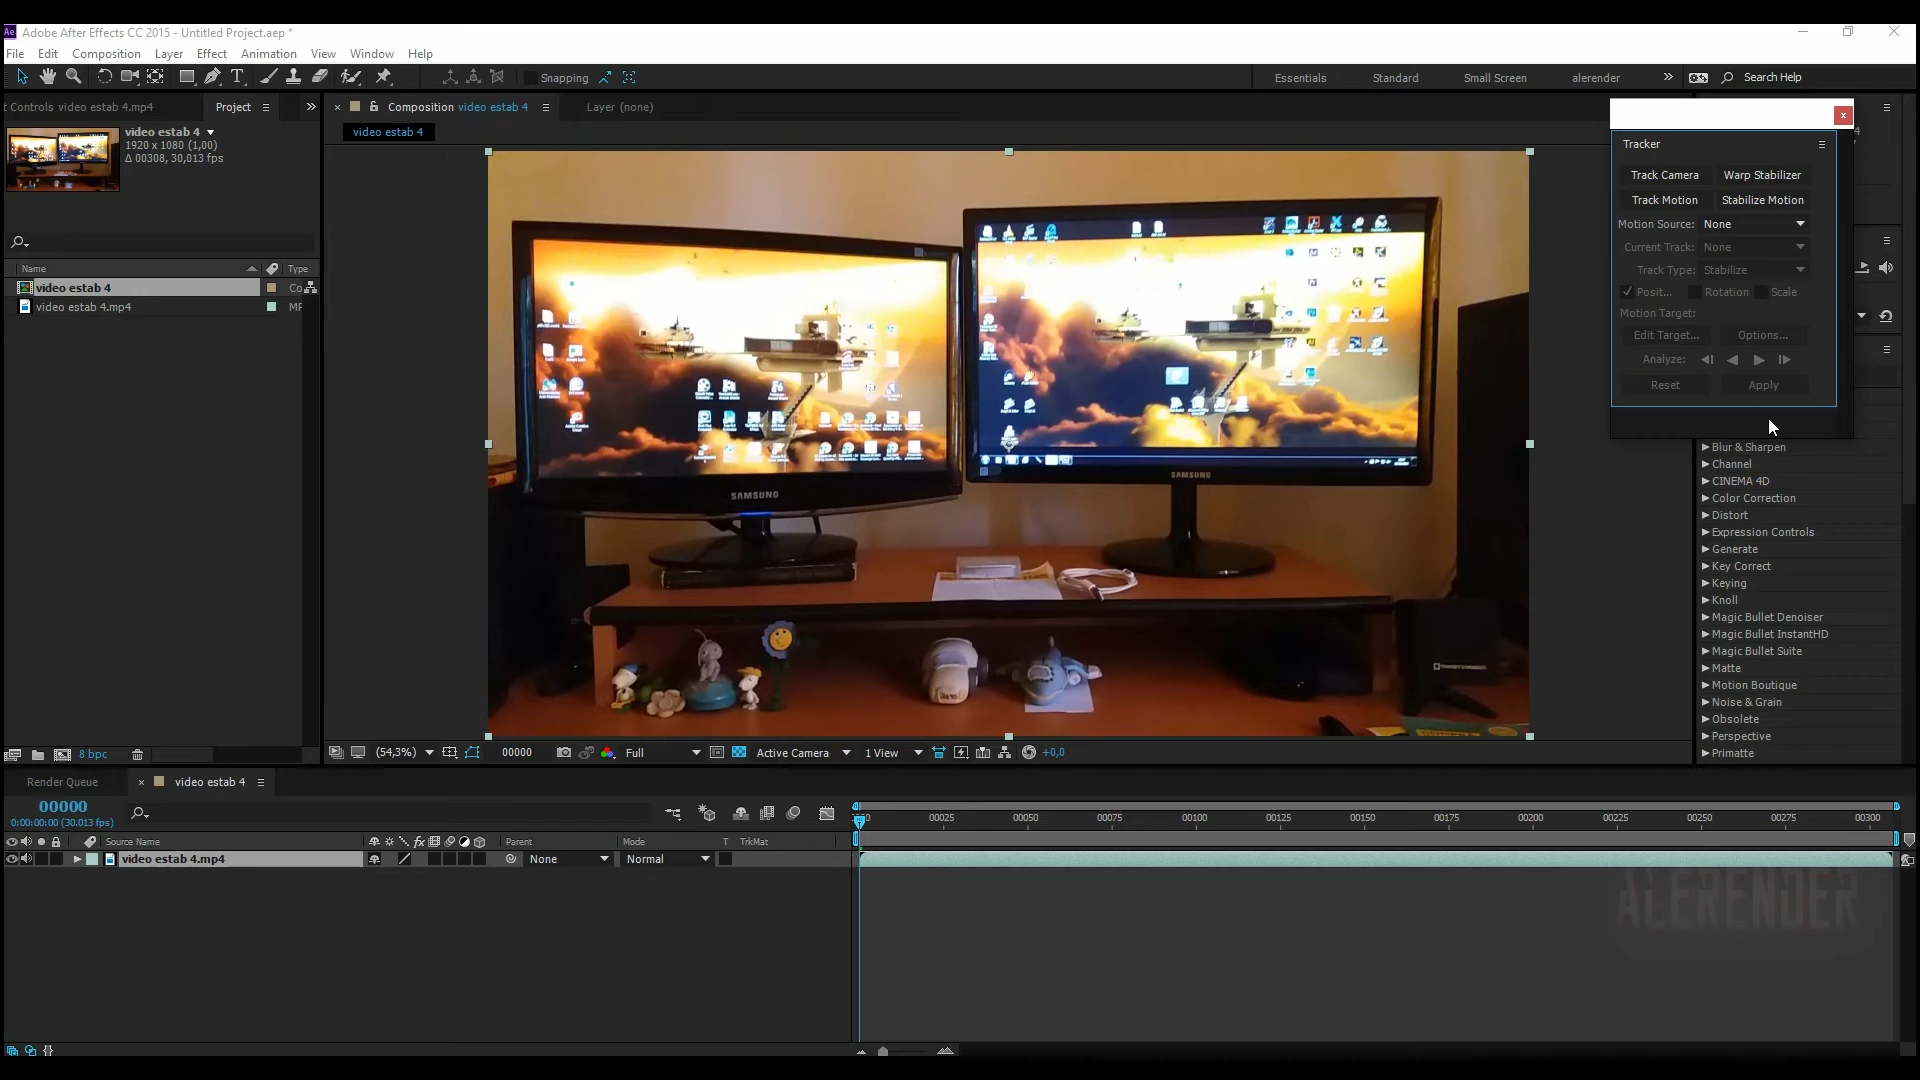 Adobe After Effects CC 2015 - Untitled Project.aep *
File Edit Composition Layer Effect Animation View Window Help
Snapping
Essentials Standard Small Screen alerender Search Help
t Controls video estab 4.mp4 Project
Composition video estab 4 Layer (none)
video estab 4
1920 x 1080 (1,00)
Δ 00308, 30,013 fps
video estab 4
Name Type
video estab 4 Co
video estab 4.mp4 MP
8 bpc
SAMSUNG
SAMSUNG
(54,3%) 00000 Full Active Camera 1 View +0,0
Tracker
Track Camera Warp Stabilizer
Track Motion Stabilize Motion
Motion Source: None
Current Track: None
Track Type: Stabilize
Posit... Rotation Scale
Motion Target:
Edit Target... Options...
Analyze:
Reset Apply
Blur & Sharpen
Channel
CINEMA 4D
Color Correction
Distort
Expression Controls
Generate
Key Correct
Keying
Knoll
Magic Bullet Denoiser
Magic Bullet InstantHD
Magic Bullet Suite
Matte
Motion Boutique
Noise & Grain
Obsolete
Perspective
Primatte
Render Queue video estab 4
00000
0:00:00:00 (30.013 fps)
00025 00050 00075 00100 00125 00150 00175 00200 00225 00250 00275 00300
Source Name Parent Mode T TrkMat
video estab 4.mp4 None Normal
ALERENDER